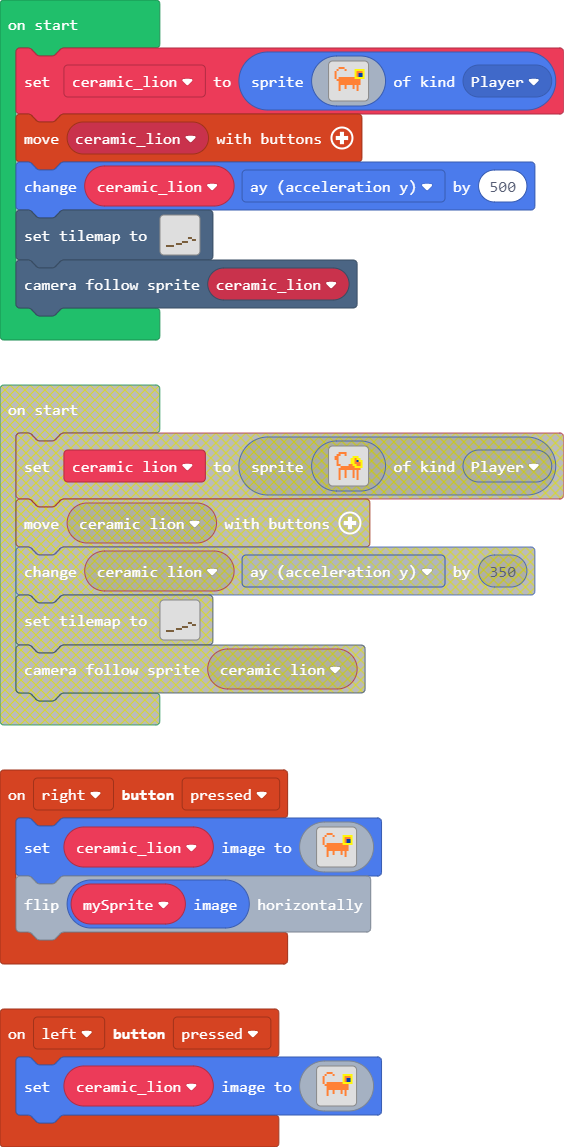 on start
set ceramic_lion to sprite of kind Player
move ceramic_lion with buttons
change ceramic_lion ay (acceleration y) by 500
set tilemap to
camera follow sprite ceramic_lion
on start
set ceramic lion to sprite of kind Player
move ceramic lion with buttons
change ceramic lion ay (acceleration y) by 350
set tilemap to
camera follow sprite ceramic lion
on right button pressed
set ceramic_lion image to
flip mySprite image horizontally
on left button pressed
set ceramic_lion image to